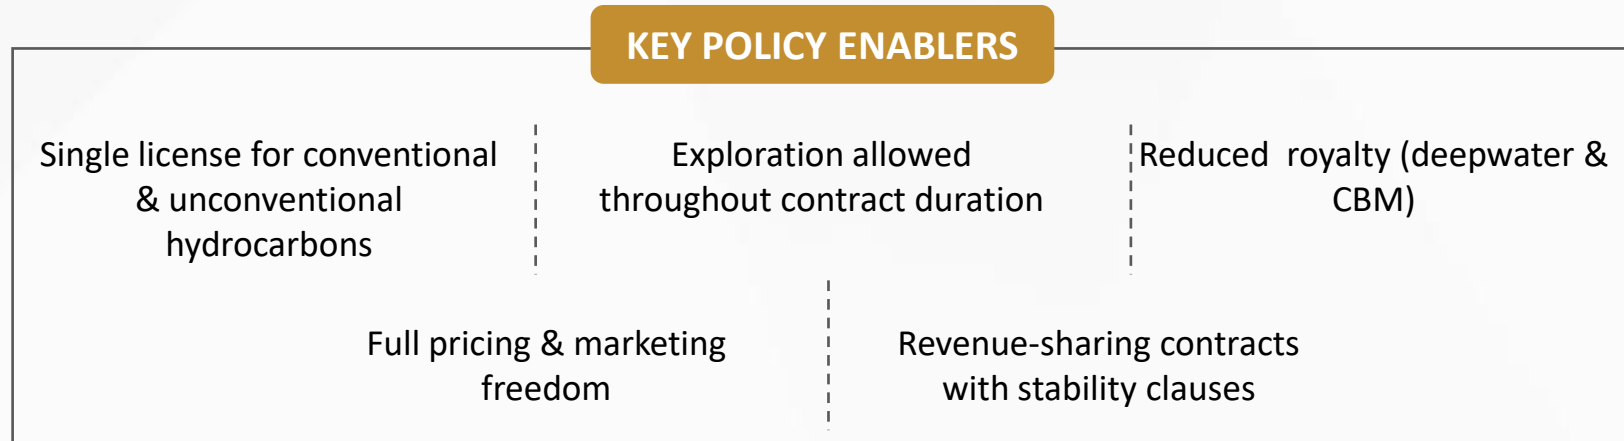 KEY POLICY ENABLERS
Single license for conventional
& unconventional
hydrocarbons
Exploration allowed
throughout contract duration
Reduced royalty (deepwater &
CBM)
Full pricing & marketing
freedom
Revenue-sharing contracts
with stability clauses